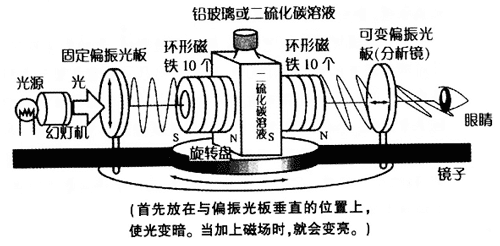 铅玻璃或二硫化碳溶液
固定偏振光板
环形磁
铁10个
环形磁
铁10个
可变偏振光
板(分析镜)
光源
光
幻灯机
二硫化碳溶液
S
N
S
N
眼睛
旋转盘
镜子
(首先放在与偏振光板垂直的位置上,
使光变暗。当加上磁场时,就会变亮。)